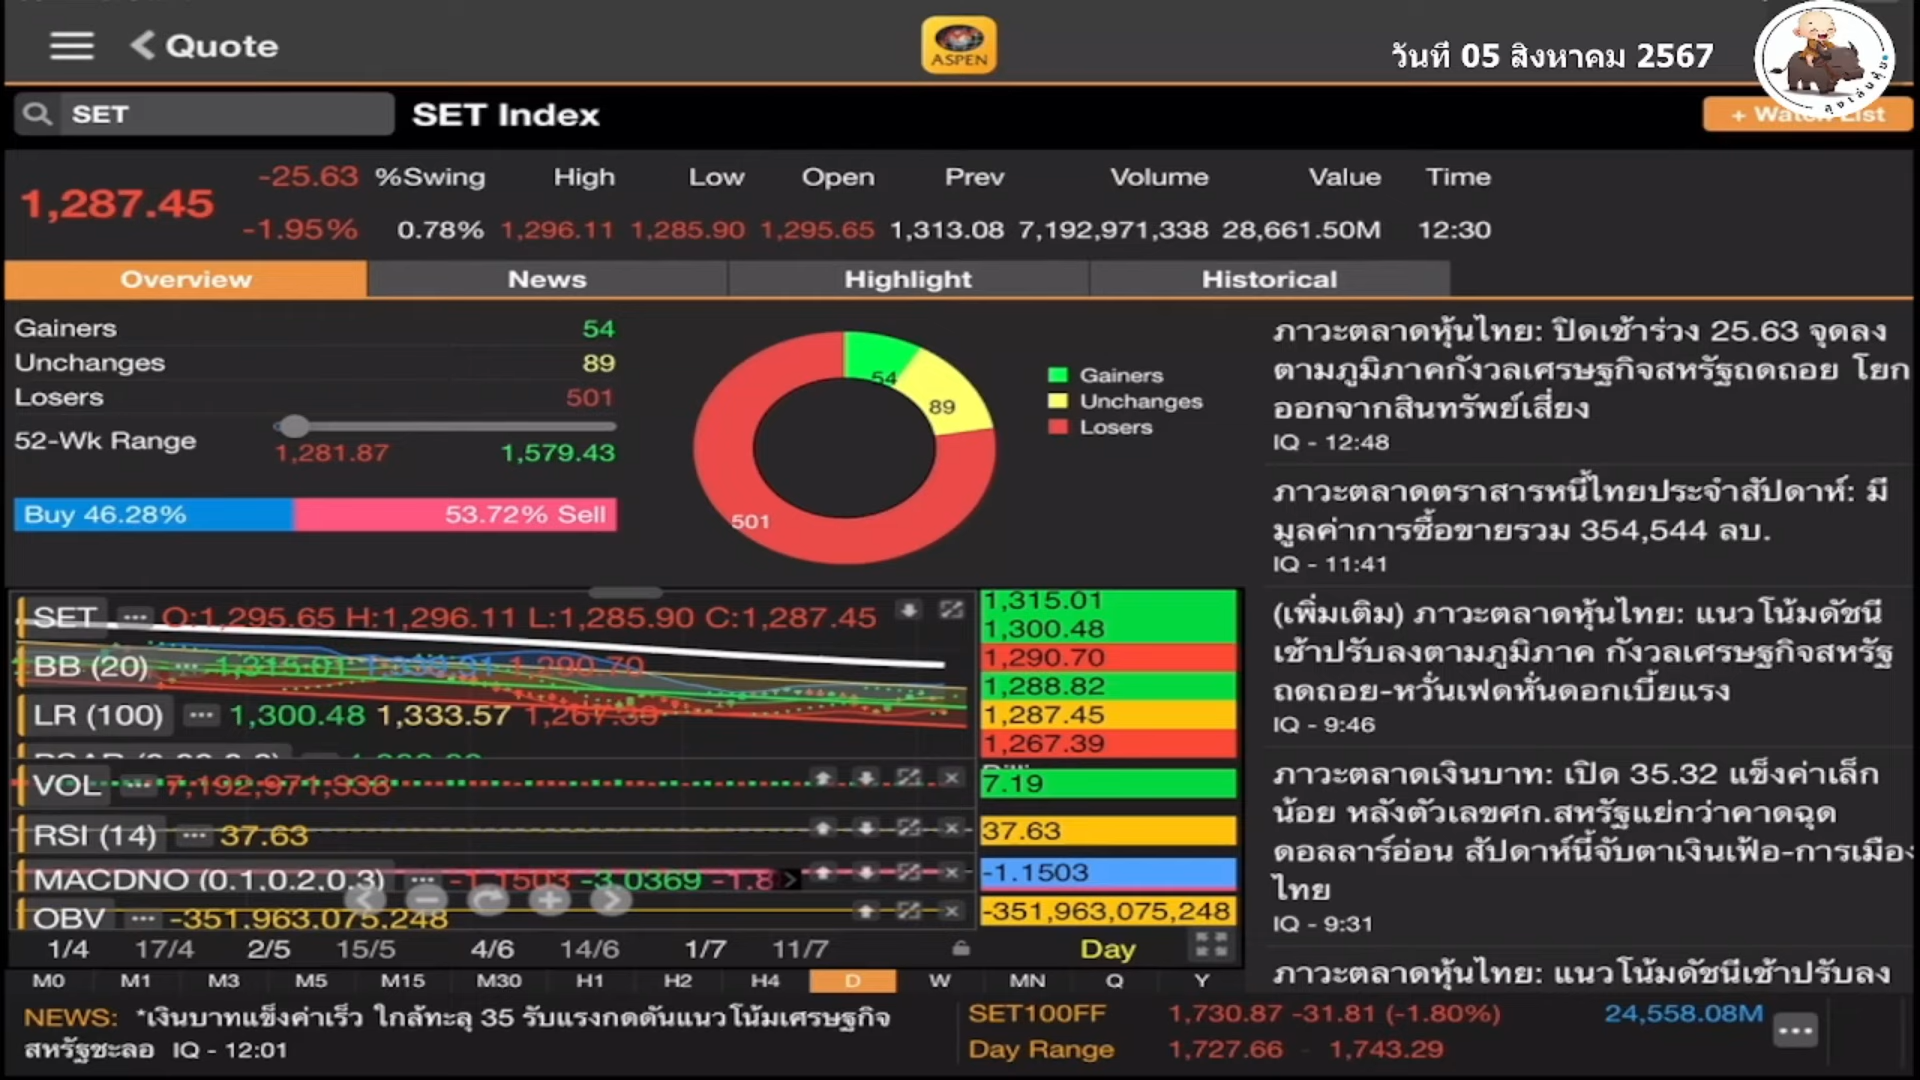 Quote
ASPEN
วันที่ 05 สิงหาคม 2567
SET
SET Index
ลุงเล่นหุ้น
+ Watch List
1,287.45
-25.63
-1.95%
%Swing High Low Open Prev Volume Value Time
0.78% 1,296.11 1,285.90 1,295.65 1,313.08 7,192,971,338 28,661.50M 12:30
Overview News Highlight Historical
Gainers 54
Unchanges 89
Losers 501
52-Wk Range
1,281.87 1,579.43
Buy 46.28% 53.72% Sell
54
89
501
Gainers
Unchanges
Losers
ภาวะตลาดหุ้นไทย: ปิดเช้าร่วง 25.63 จุดลง
ตามภูมิภาคกังวลเศรษฐกิจสหรัฐถดถอย โยก
ออกจากสินทรัพย์เสี่ยง
IQ - 12:48
ภาวะตลาดตราสารหนี้ไทยประจำสัปดาห์: มี
มูลค่าการซื้อขายรวม 354,544 ลบ.
IQ - 11:41
(เพิ่มเติม) ภาวะตลาดหุ้นไทย: แนวโน้มดัชนี
เช้าปรับลงตามภูมิภาค กังวลเศรษฐกิจสหรัฐ
ถดถอย-หวั่นเฟดหั่นดอกเบี้ยแรง
IQ - 9:46
ภาวะตลาดเงินบาท: เปิด 35.32 แข็งค่าเล็ก
น้อย หลังตัวเลขศก.สหรัฐแย่กว่าคาดฉุด
ดอลลาร์อ่อน สัปดาห์นี้จับตาเงินเฟ้อ-การเมือง
ไทย
IQ - 9:31
ภาวะตลาดหุ้นไทย: แนวโน้มดัชนีเช้าปรับลง
SET O:1,295.65 H:1,296.11 L:1,285.90 C:1,287.45
BB (20) 1,315.01 1,290.70
LR (100) 1,300.48 1,333.57 1,267.39
VOL 7,192,971,338
RSI (14) 37.63
MACDNO (0.1,0.2,0.3) -1.1503 -3.0369 -1.8
OBV -351,963,075,248
1,315.01
1,300.48
1,290.70
1,288.82
1,287.45
1,267.39
7.19
37.63
-1.1503
-351,963,075,248
1/4 17/4 2/5 15/5 4/6 14/6 1/7 11/7 Day
M0 M1 M3 M5 M15 M30 H1 H2 H4 D W MN Q Y
NEWS: *เงินบาทแข็งค่าเร็ว ใกล้ทะลุ 35 รับแรงกดดันแนวโน้มเศรษฐกิจ
สหรัฐชะลอ IQ - 12:01
SET100FF 1,730.87 -31.81 (-1.80%) 24,558.08M
Day Range 1,727.66 - 1,743.29